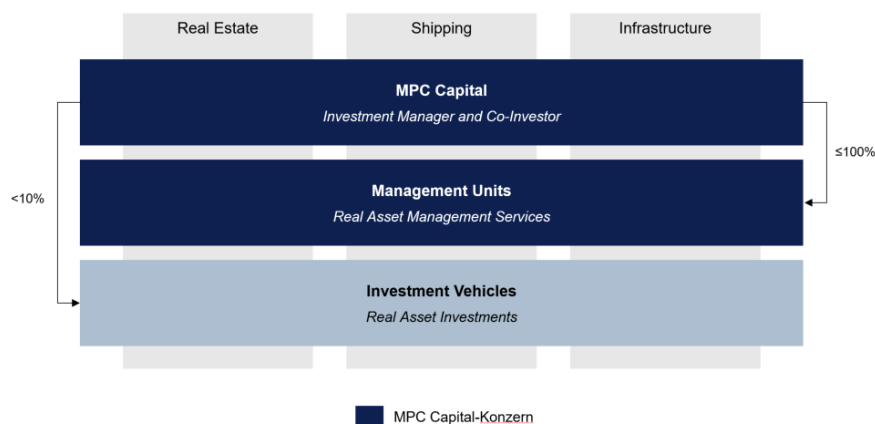 Real Estate
Shipping
Infrastructure
MPC Capital
Investment Manager and Co-Investor
≤100%
<10%
Management Units
Real Asset Management Services
Investment Vehicles
Real Asset Investments
MPC Capital-Konzern